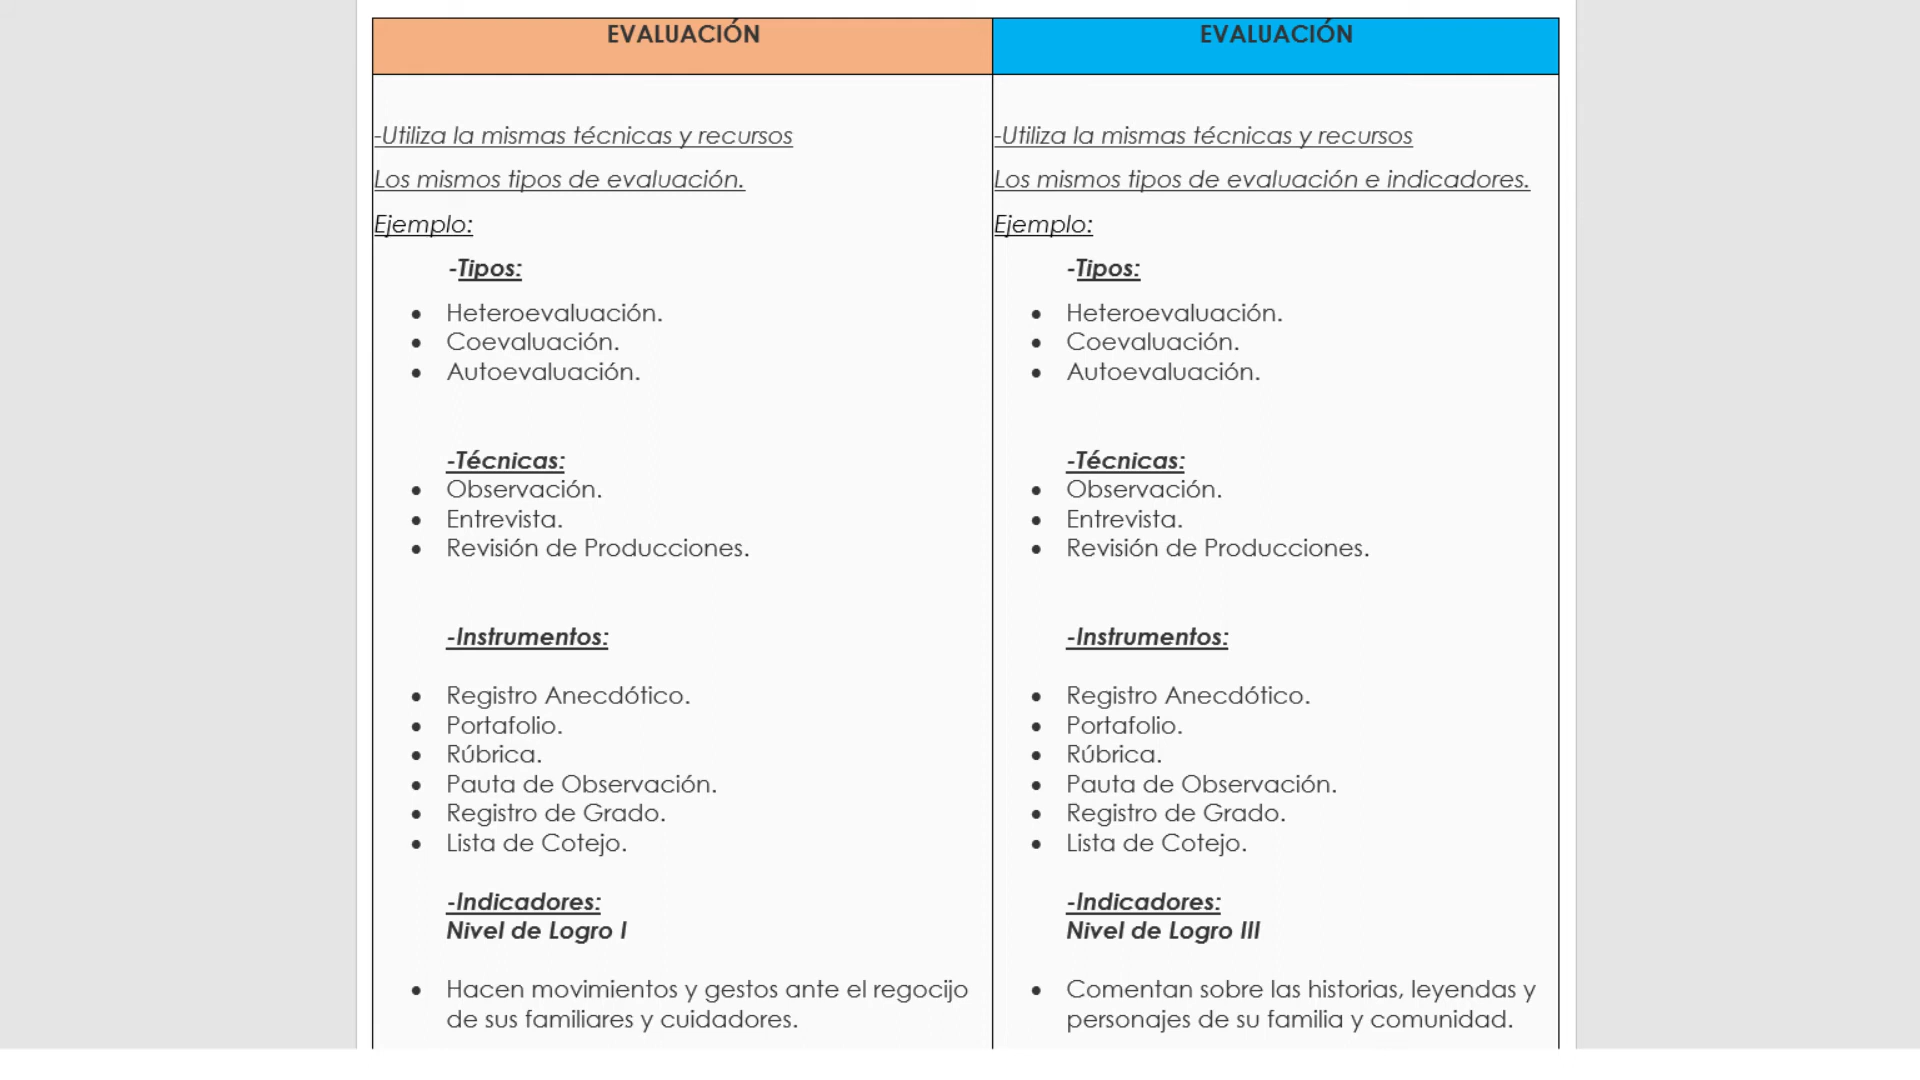 EVALUACIÓN
-Utiliza la mismas técnicas y recursos
Los mismos tipos de evaluación.
Ejemplo:
-Tipos:
• Heteroevaluación.
• Coevaluación.
• Autoevaluación.
-Técnicas:
• Observación.
• Entrevista.
• Revisión de Producciones.
-Instrumentos:
• Registro Anecdótico.
• Portafolio.
• Rúbrica.
• Pauta de Observación.
• Registro de Grado.
• Lista de Cotejo.
-Indicadores:
Nivel de Logro I
• Hacen movimientos y gestos ante el regocijo
de sus familiares y cuidadores.
EVALUACIÓN
-Utiliza la mismas técnicas y recursos
Los mismos tipos de evaluación e indicadores.
Ejemplo:
-Tipos:
• Heteroevaluación.
• Coevaluación.
• Autoevaluación.
-Técnicas:
• Observación.
• Entrevista.
• Revisión de Producciones.
-Instrumentos:
• Registro Anecdótico.
• Portafolio.
• Rúbrica.
• Pauta de Observación.
• Registro de Grado.
• Lista de Cotejo.
-Indicadores:
Nivel de Logro III
• Comentan sobre las historias, leyendas y
personajes de su familia y comunidad.